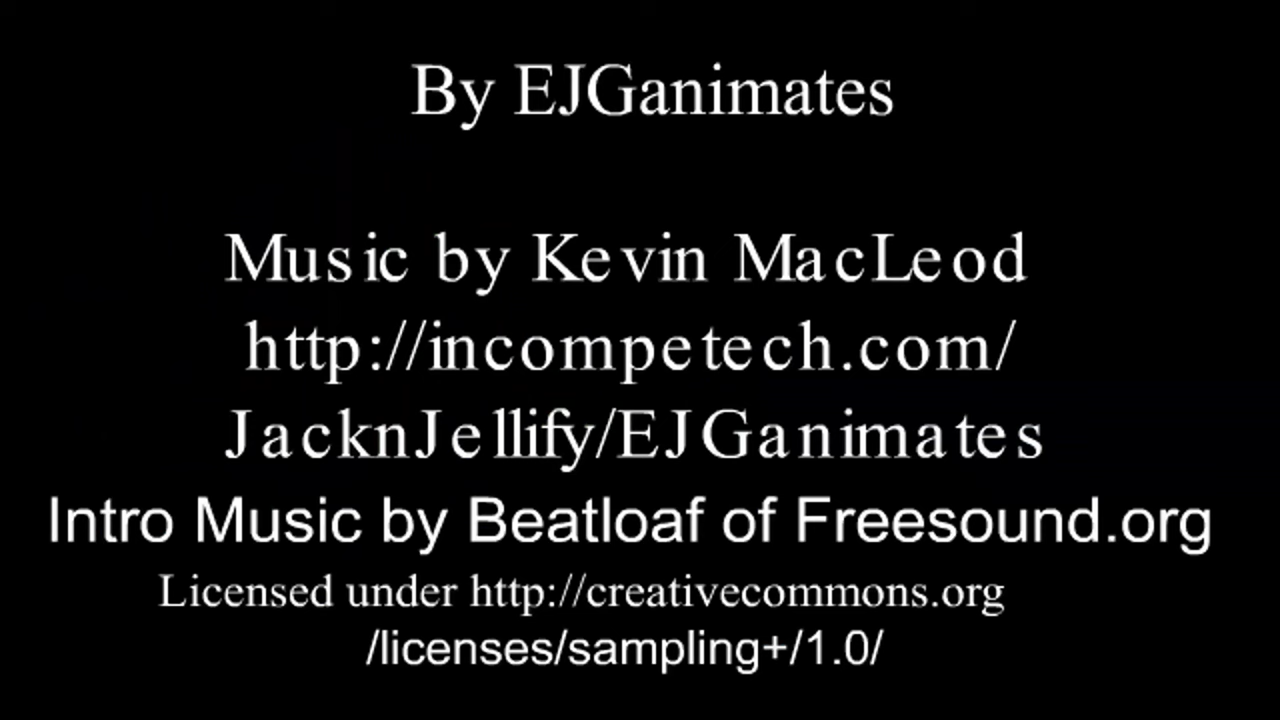 By EJGanimates
Music by Kevin MacLeod
http://incompetech.com/
JacknJellify/EJGanimates
Intro Music by Beatloaf of Freesound.org
Licensed under http://creativecommons.org
/licenses/sampling+/1.0/